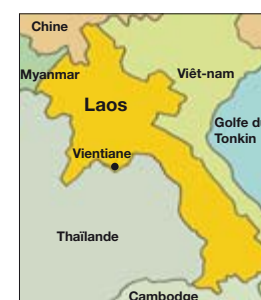 Chine
Myanmar
Viêt-nam
Laos
Golfe d
Tonkin
Vientiane
Thaïlande
Cambodge